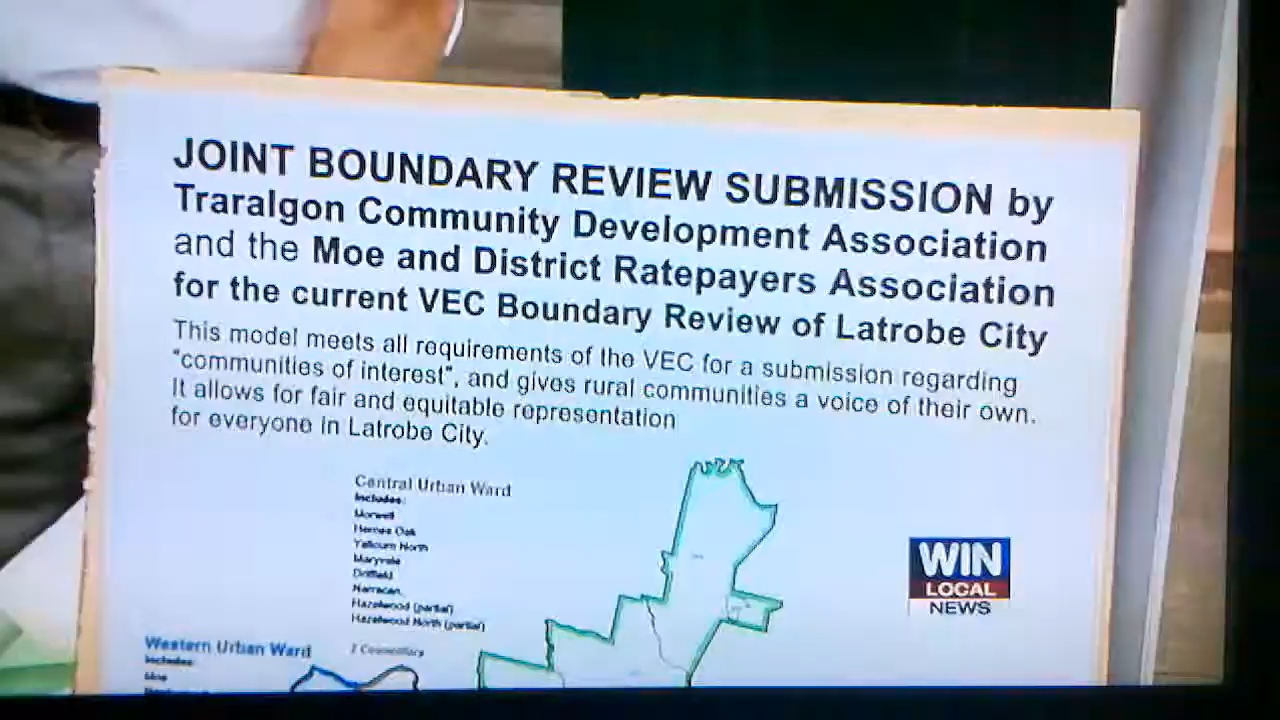 JOINT BOUNDARY REVIEW SUBMISSION by
Traralgon Community Development Association
and the Moe and District Ratepayers Association
for the current VEC Boundary Review of Latrobe City
This model meets all requirements of the VEC for a submission regarding
"communities of interest", and gives rural communities a voice of their own.
It allows for fair and equitable representation
for everyone in Latrobe City.
Central Urban Ward
Includes:
Morwell
Hernes Oak
Yallourn North
Maryvale
Driffield
Narracan
Hazelwood (partial)
Hazelwood North (partial)
2 Councillors
Western Urban Ward
Includes:
Moe
WIN
LOCAL
NEWS